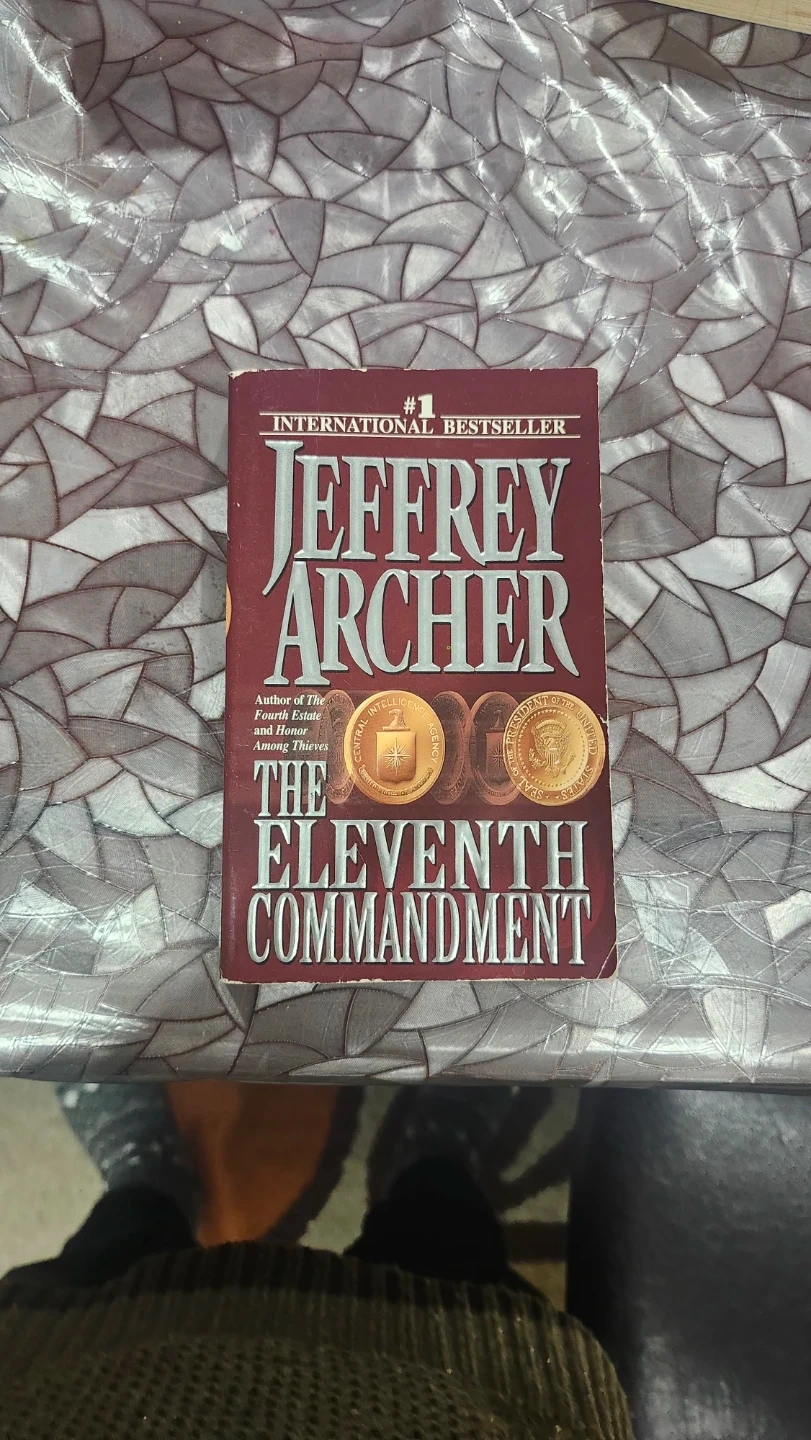 #1
INTERNATIONAL BESTSELLER
JEFFREY
ARCHER
Author of The
Fourth Estate
and Honor
Among Thieves
CENTRAL INTELLIGENCE AGENCY
SEAL OF THE PRESIDENT OF THE UNITED STATES
THE
ELEVENTH
COMMANDMENT